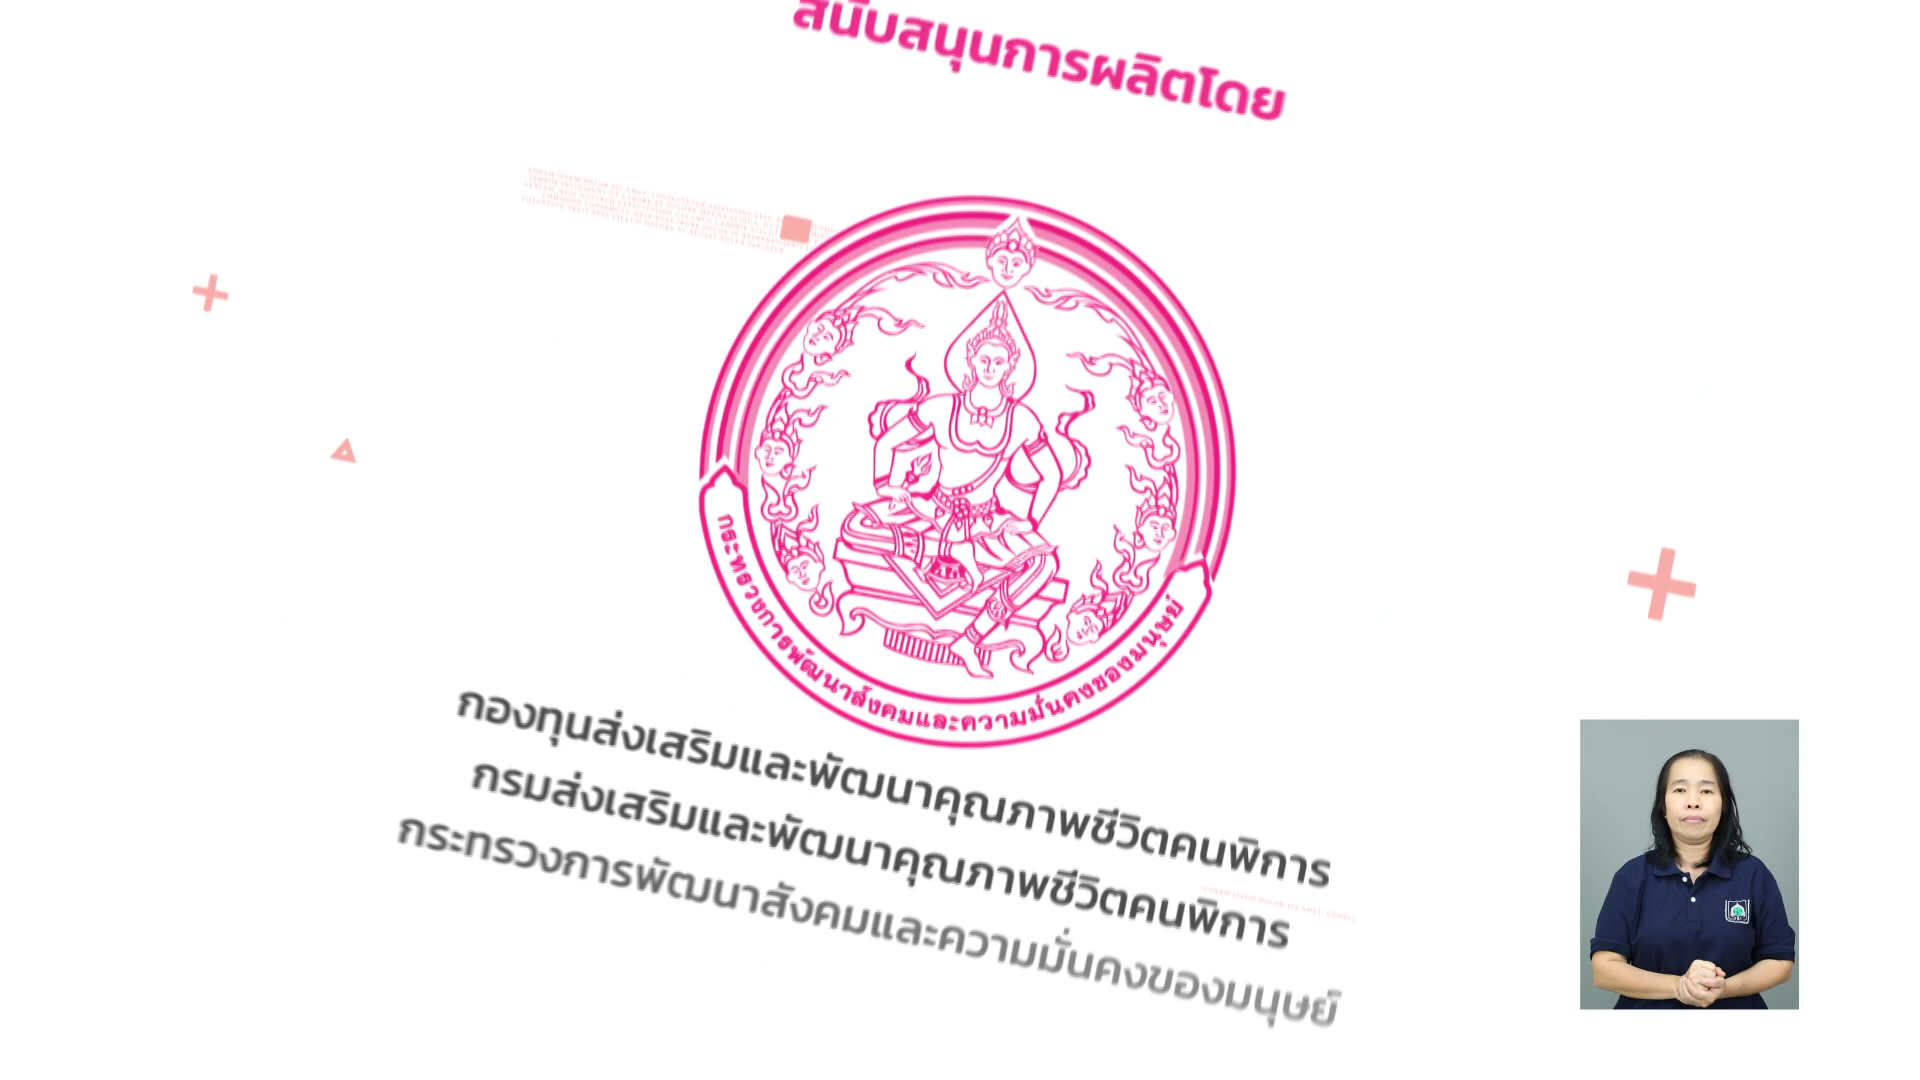 สนับสนุนการผลิตโดย
กระทรวงการพัฒนาสังคมและความมั่นคงของมนุษย์
กองทุนส่งเสริมและพัฒนาคุณภาพชีวิตคนพิการ
กรมส่งเสริมและพัฒนาคุณภาพชีวิตคนพิการ
กระทรวงการพัฒนาสังคมและความมั่นคงของมนุษย์